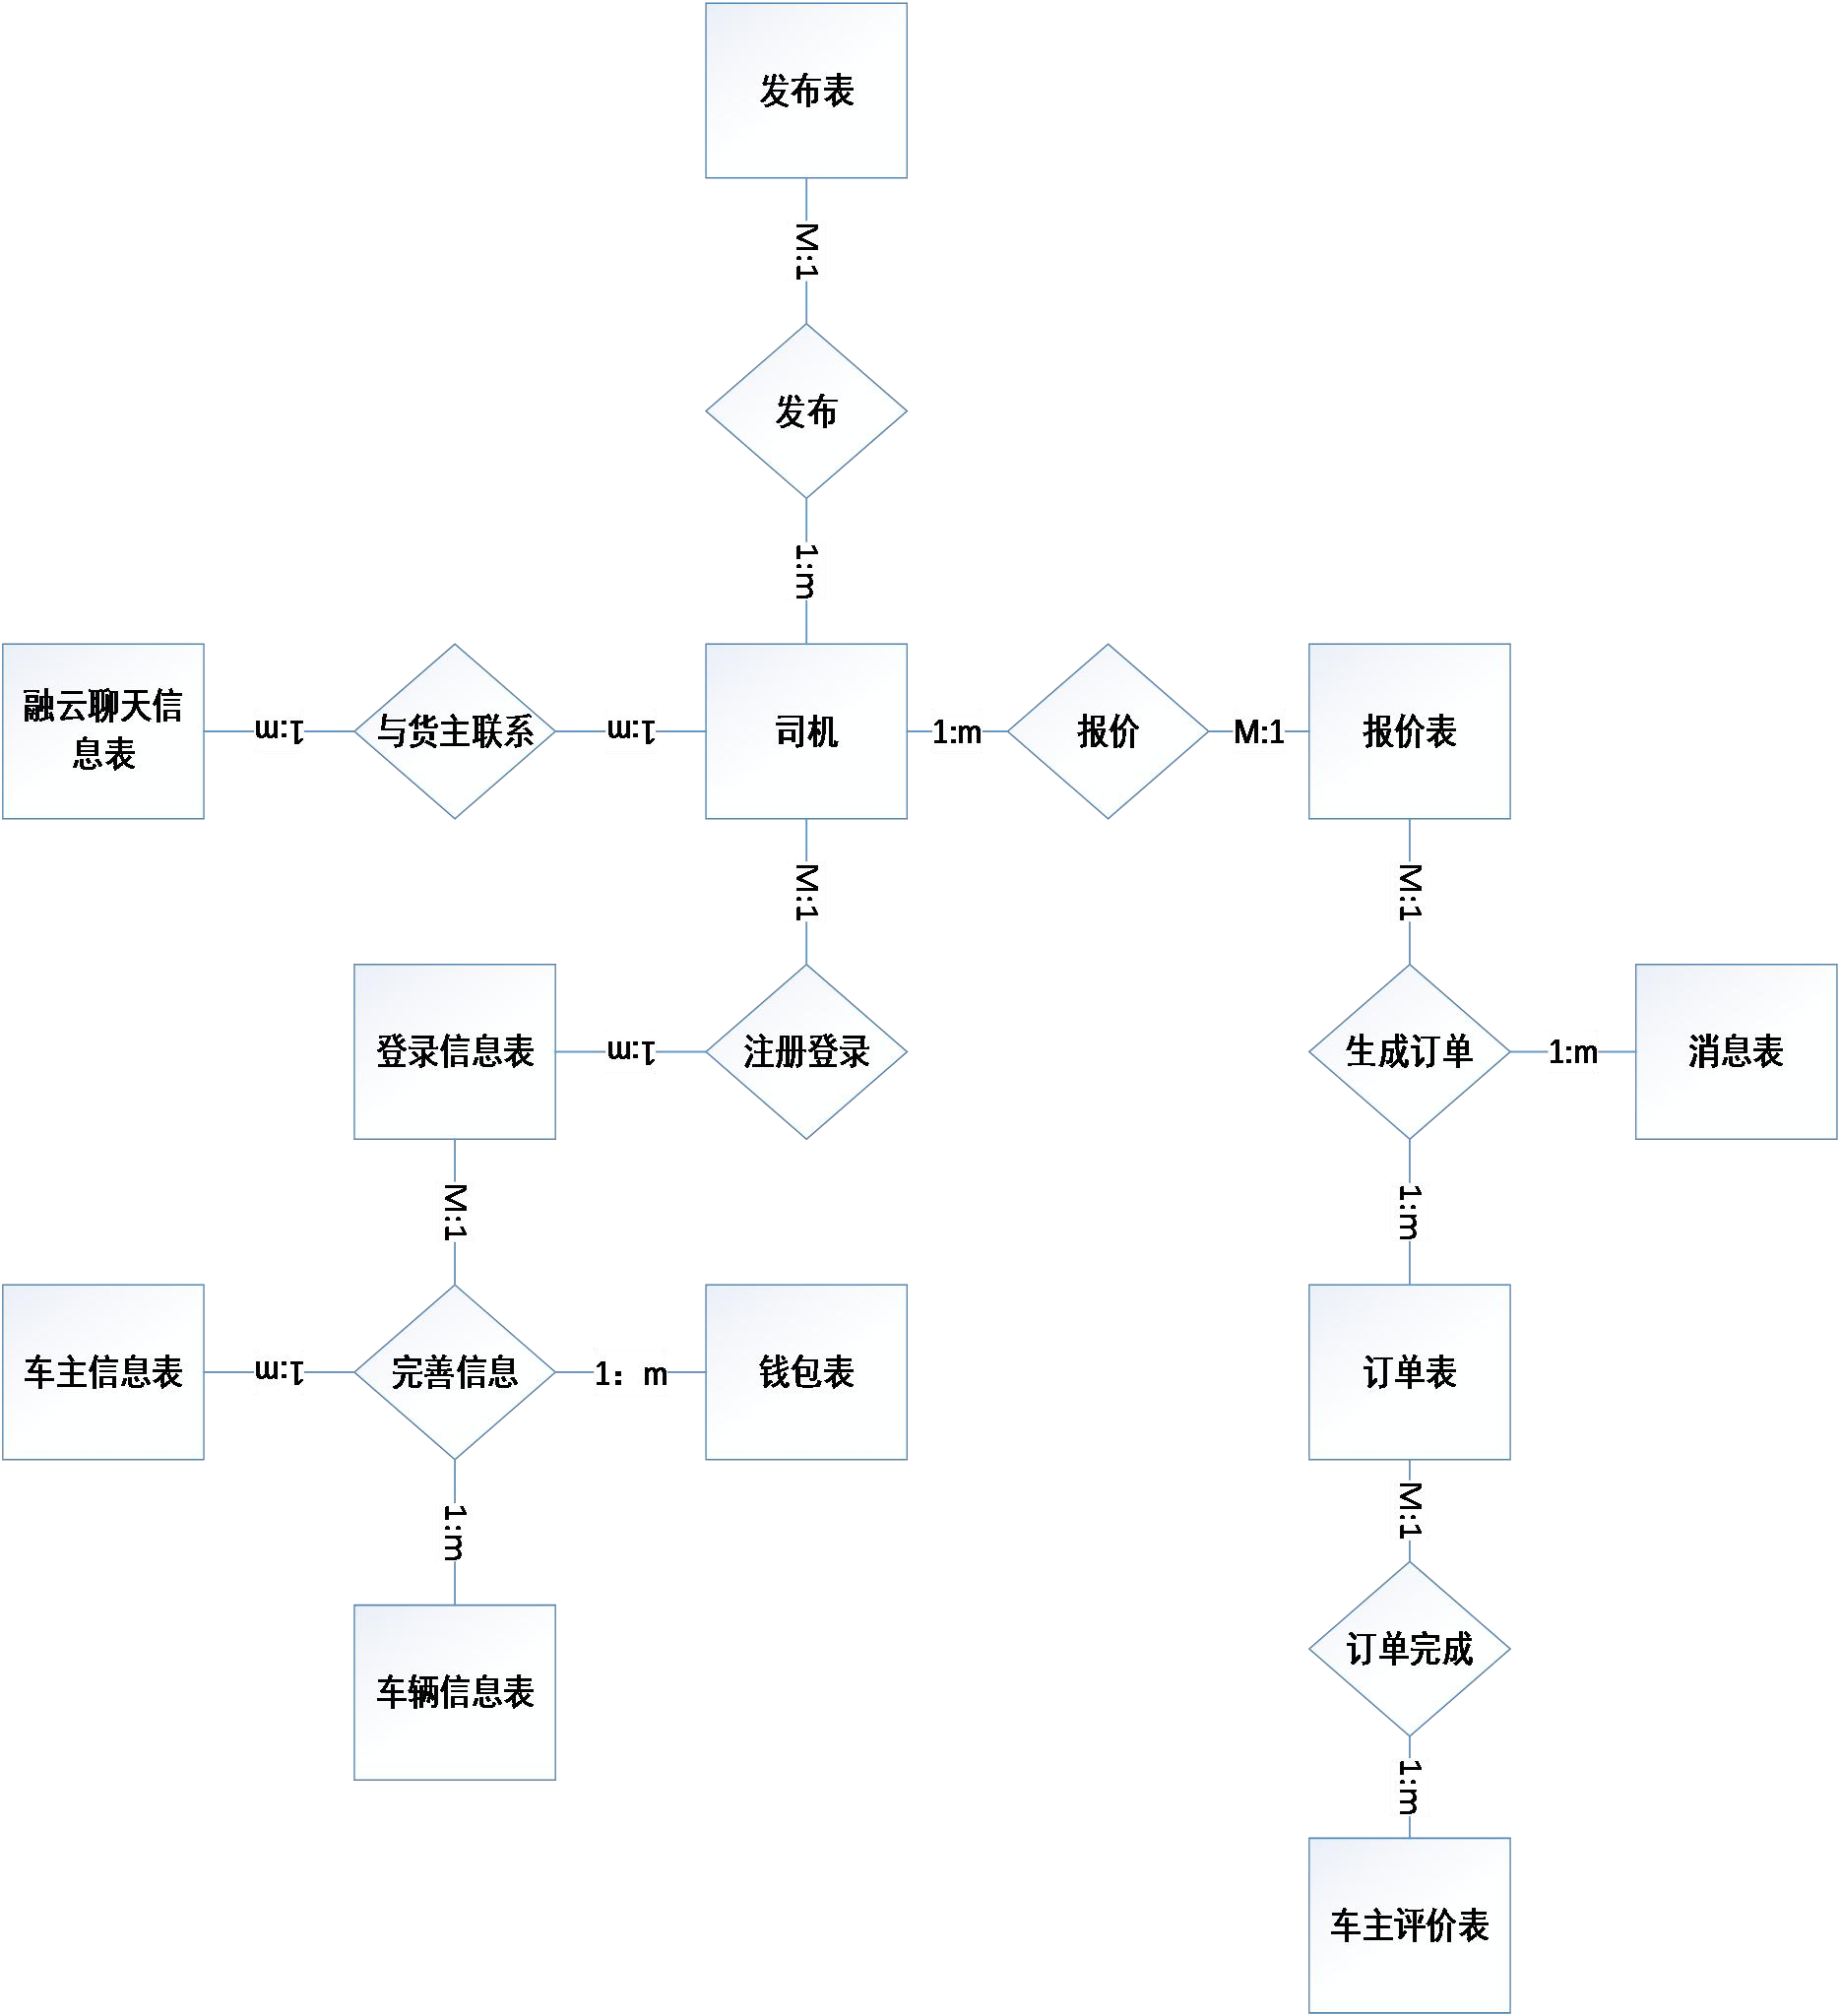 发布表
M:1
发布
1:m
融云聊天信
息表
1:m
与货主联系
1:m
司机
1:m
报价
M:1
报价表
M:1
M:1
登录信息表
1:m
注册登录
生成订单
1:m
消息表
M:1
1:m
车主信息表
1:m
完善信息
1：m
钱包表
订单表
1:m
M:1
车辆信息表
订单完成
1:m
车主评价表